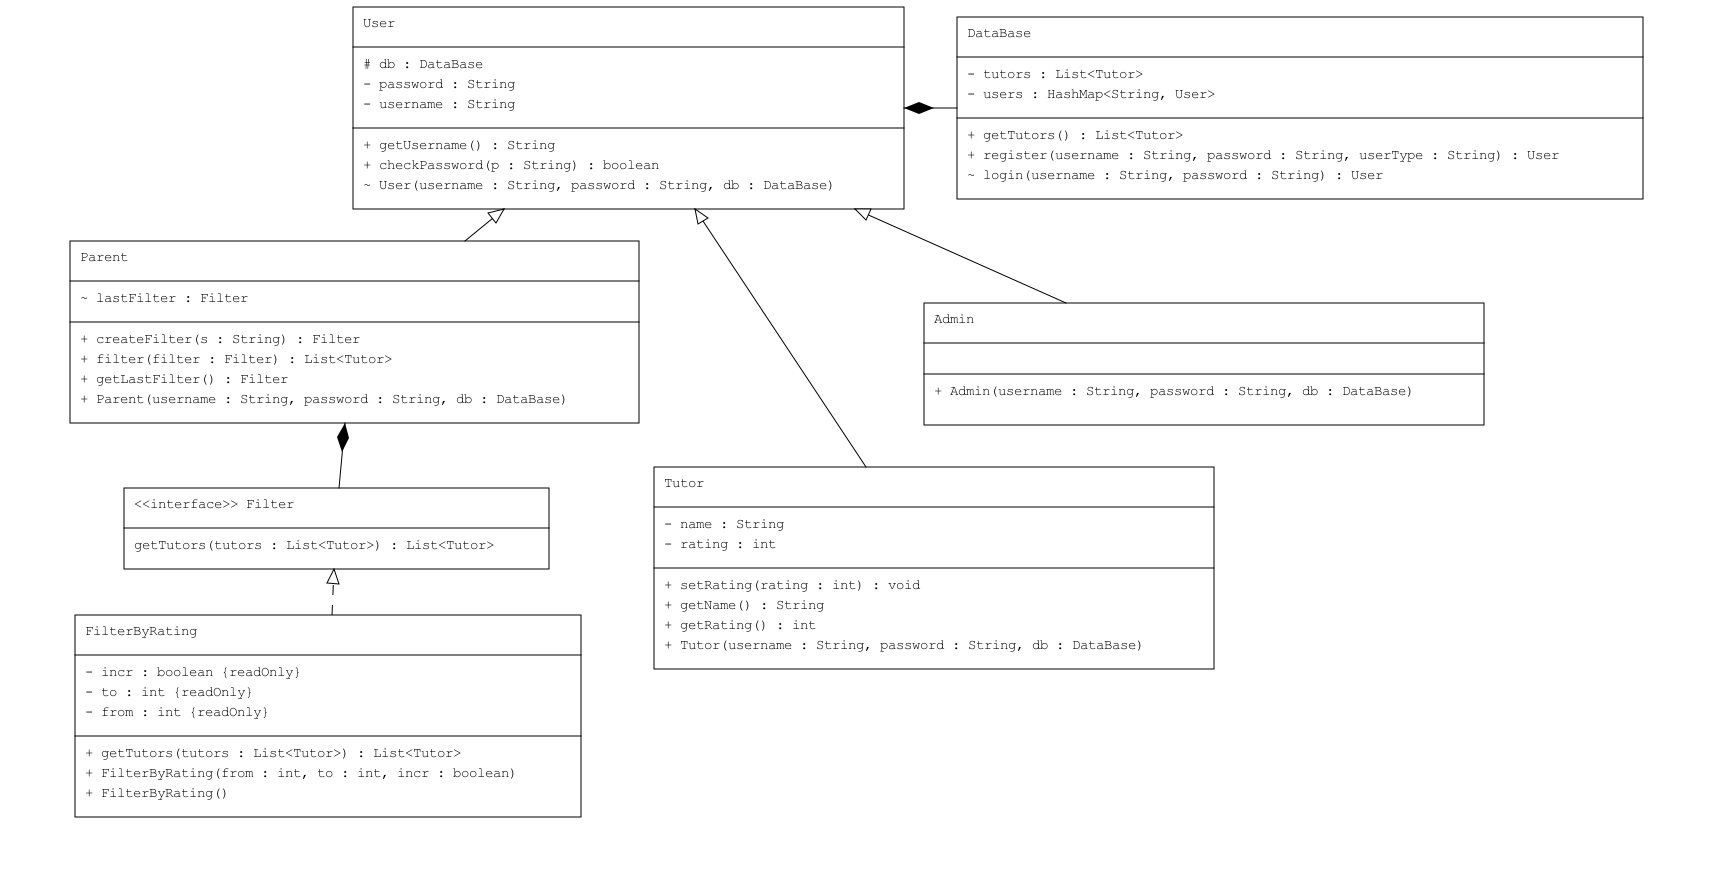 User
# db : DataBase
- password : String
- username : String
+ getUsername() : String
+ checkPassword(p : String) : boolean
~ User(username : String, password : String, db : DataBase)
DataBase
- tutors : List<Tutor>
- users : HashMap<String, User>
+ getTutors() : List<Tutor>
+ register(username : String, password : String, userType : String) : User
~ login(username : String, password : String) : User
Parent
~ lastFilter : Filter
+ createFilter(s : String) : Filter
+ filter(filter : Filter) : List<Tutor>
+ getLastFilter() : Filter
+ Parent(username : String, password : String, db : DataBase)
Admin
+ Admin(username : String, password : String, db : DataBase)
<<interface>> Filter
getTutors(tutors : List<Tutor>) : List<Tutor>
Tutor
- name : String
- rating : int
+ setRating(rating : int) : void
+ getName() : String
+ getRating() : int
+ Tutor(username : String, password : String, db : DataBase)
FilterByRating
- incr : boolean {readOnly}
- to : int {readOnly}
- from : int {readOnly}
+ getTutors(tutors : List<Tutor>) : List<Tutor>
+ FilterByRating(from : int, to : int, incr : boolean)
+ FilterByRating()